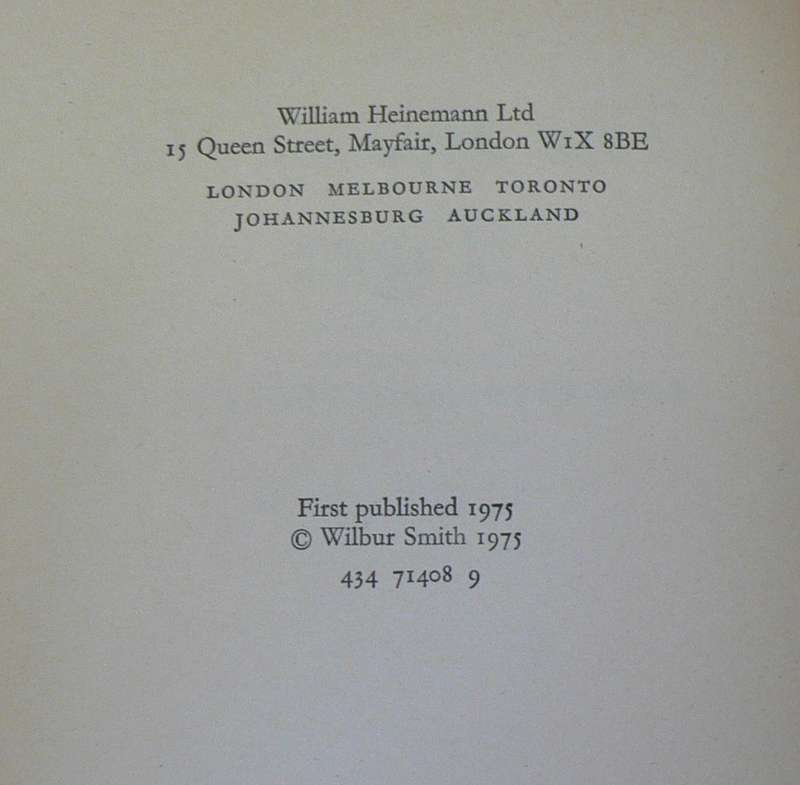 William Heinemann Ltd
15 Queen Street, Mayfair, London W1X 8BE
LONDON MELBOURNE TORONTO
JOHANNESBURG AUCKLAND
First published 1975
© Wilbur Smith 1975
434 71408 9